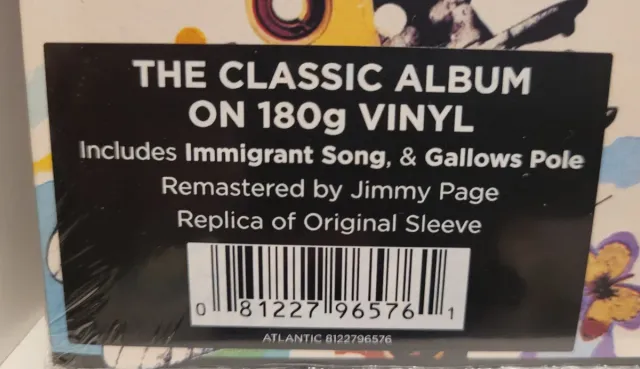 THE CLASSIC ALBUM
ON 180g VINYL
Includes Immigrant Song, & Gallows Pole
Remastered by Jimmy Page
Replica of Original Sleeve
0 81227 96576 1
ATLANTIC 8122796576